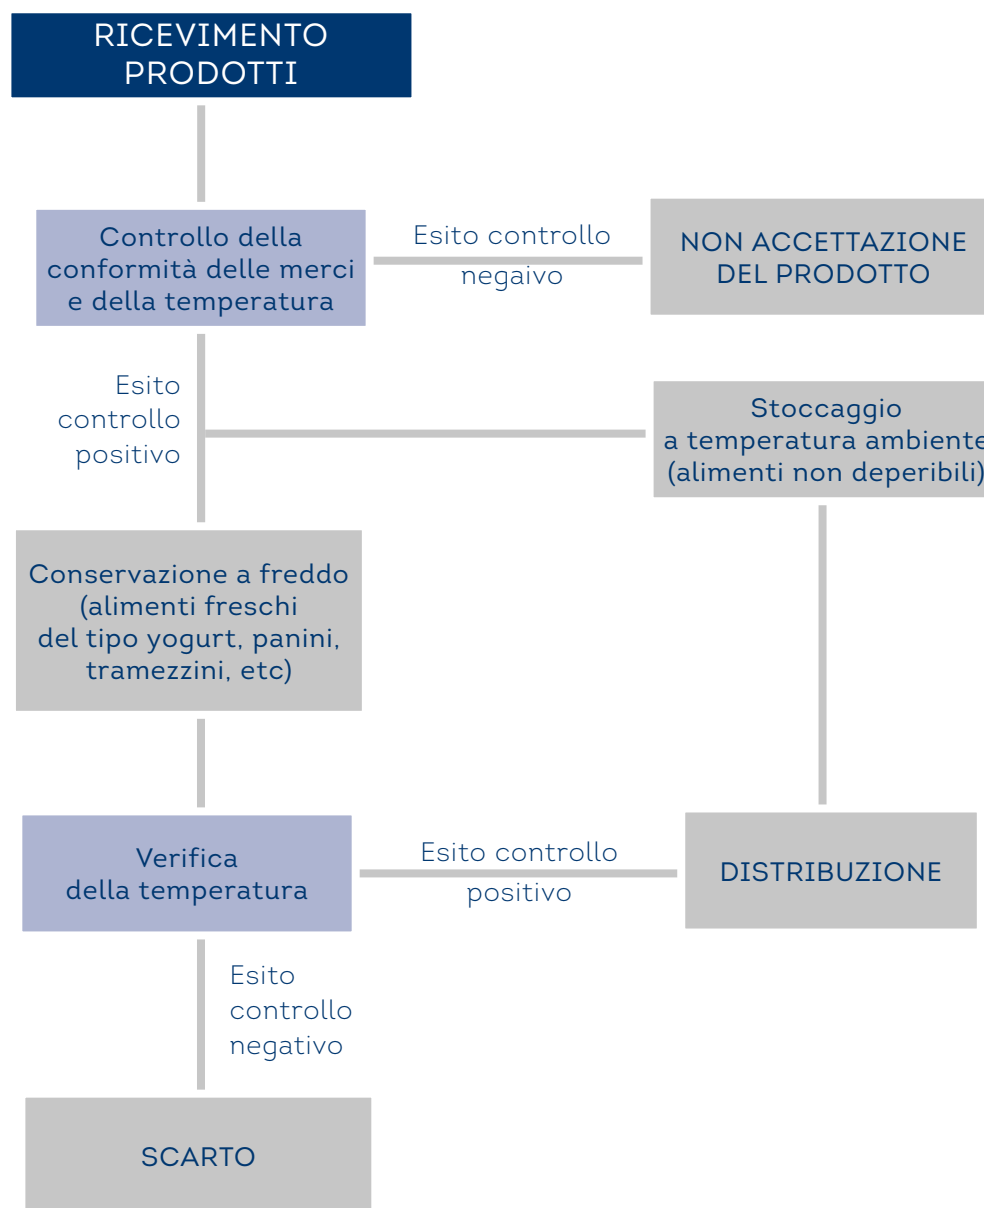 RICEVIMENTO
PRODOTTI
Controllo della
conformità delle merci
e della temperatura
Esito controllo
negaivo
NON ACCETTAZIONE
DEL PRODOTTO
Esito
controllo
positivo
Stoccaggio
a temperatura ambiente
(alimenti non deperibili)
Conservazione a freddo
(alimenti freschi
del tipo yogurt, panini,
tramezzini, etc)
Verifica
della temperatura
Esito controllo
positivo
DISTRIBUZIONE
Esito
controllo
negativo
SCARTO